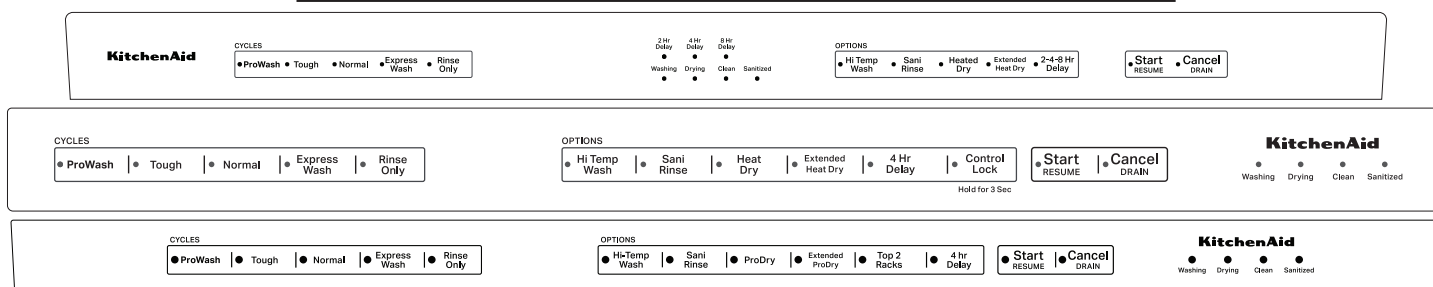 2 Hr Delay 4 Hr Delay 8 Hr Delay
CYCLES OPTIONS
KitchenAid ProWash Tough Normal Express Wash Rinse Only Washing Drying Clean Sanitized Hi Temp Wash Sani Rinse Heated Dry Extended Heat Dry 2-4-8 Hr Delay Start RESUME Cancel DRAIN
CYCLES OPTIONS
ProWash Tough Normal Express Wash Rinse Only Hi Temp Wash Sani Rinse Heat Dry Extended Heat Dry 4 Hr Delay Control Lock Start RESUME Cancel DRAIN KitchenAid
Washing Drying Clean Sanitized
Hold for 3 Sec
CYCLES OPTIONS
ProWash Tough Normal Express Wash Rinse Only Hi-Temp Wash Sani Rinse ProDry Extended ProDry Top 2 Racks 4 hr Delay Start RESUME Cancel DRAIN KitchenAid
Washing Drying Clean Sanitized